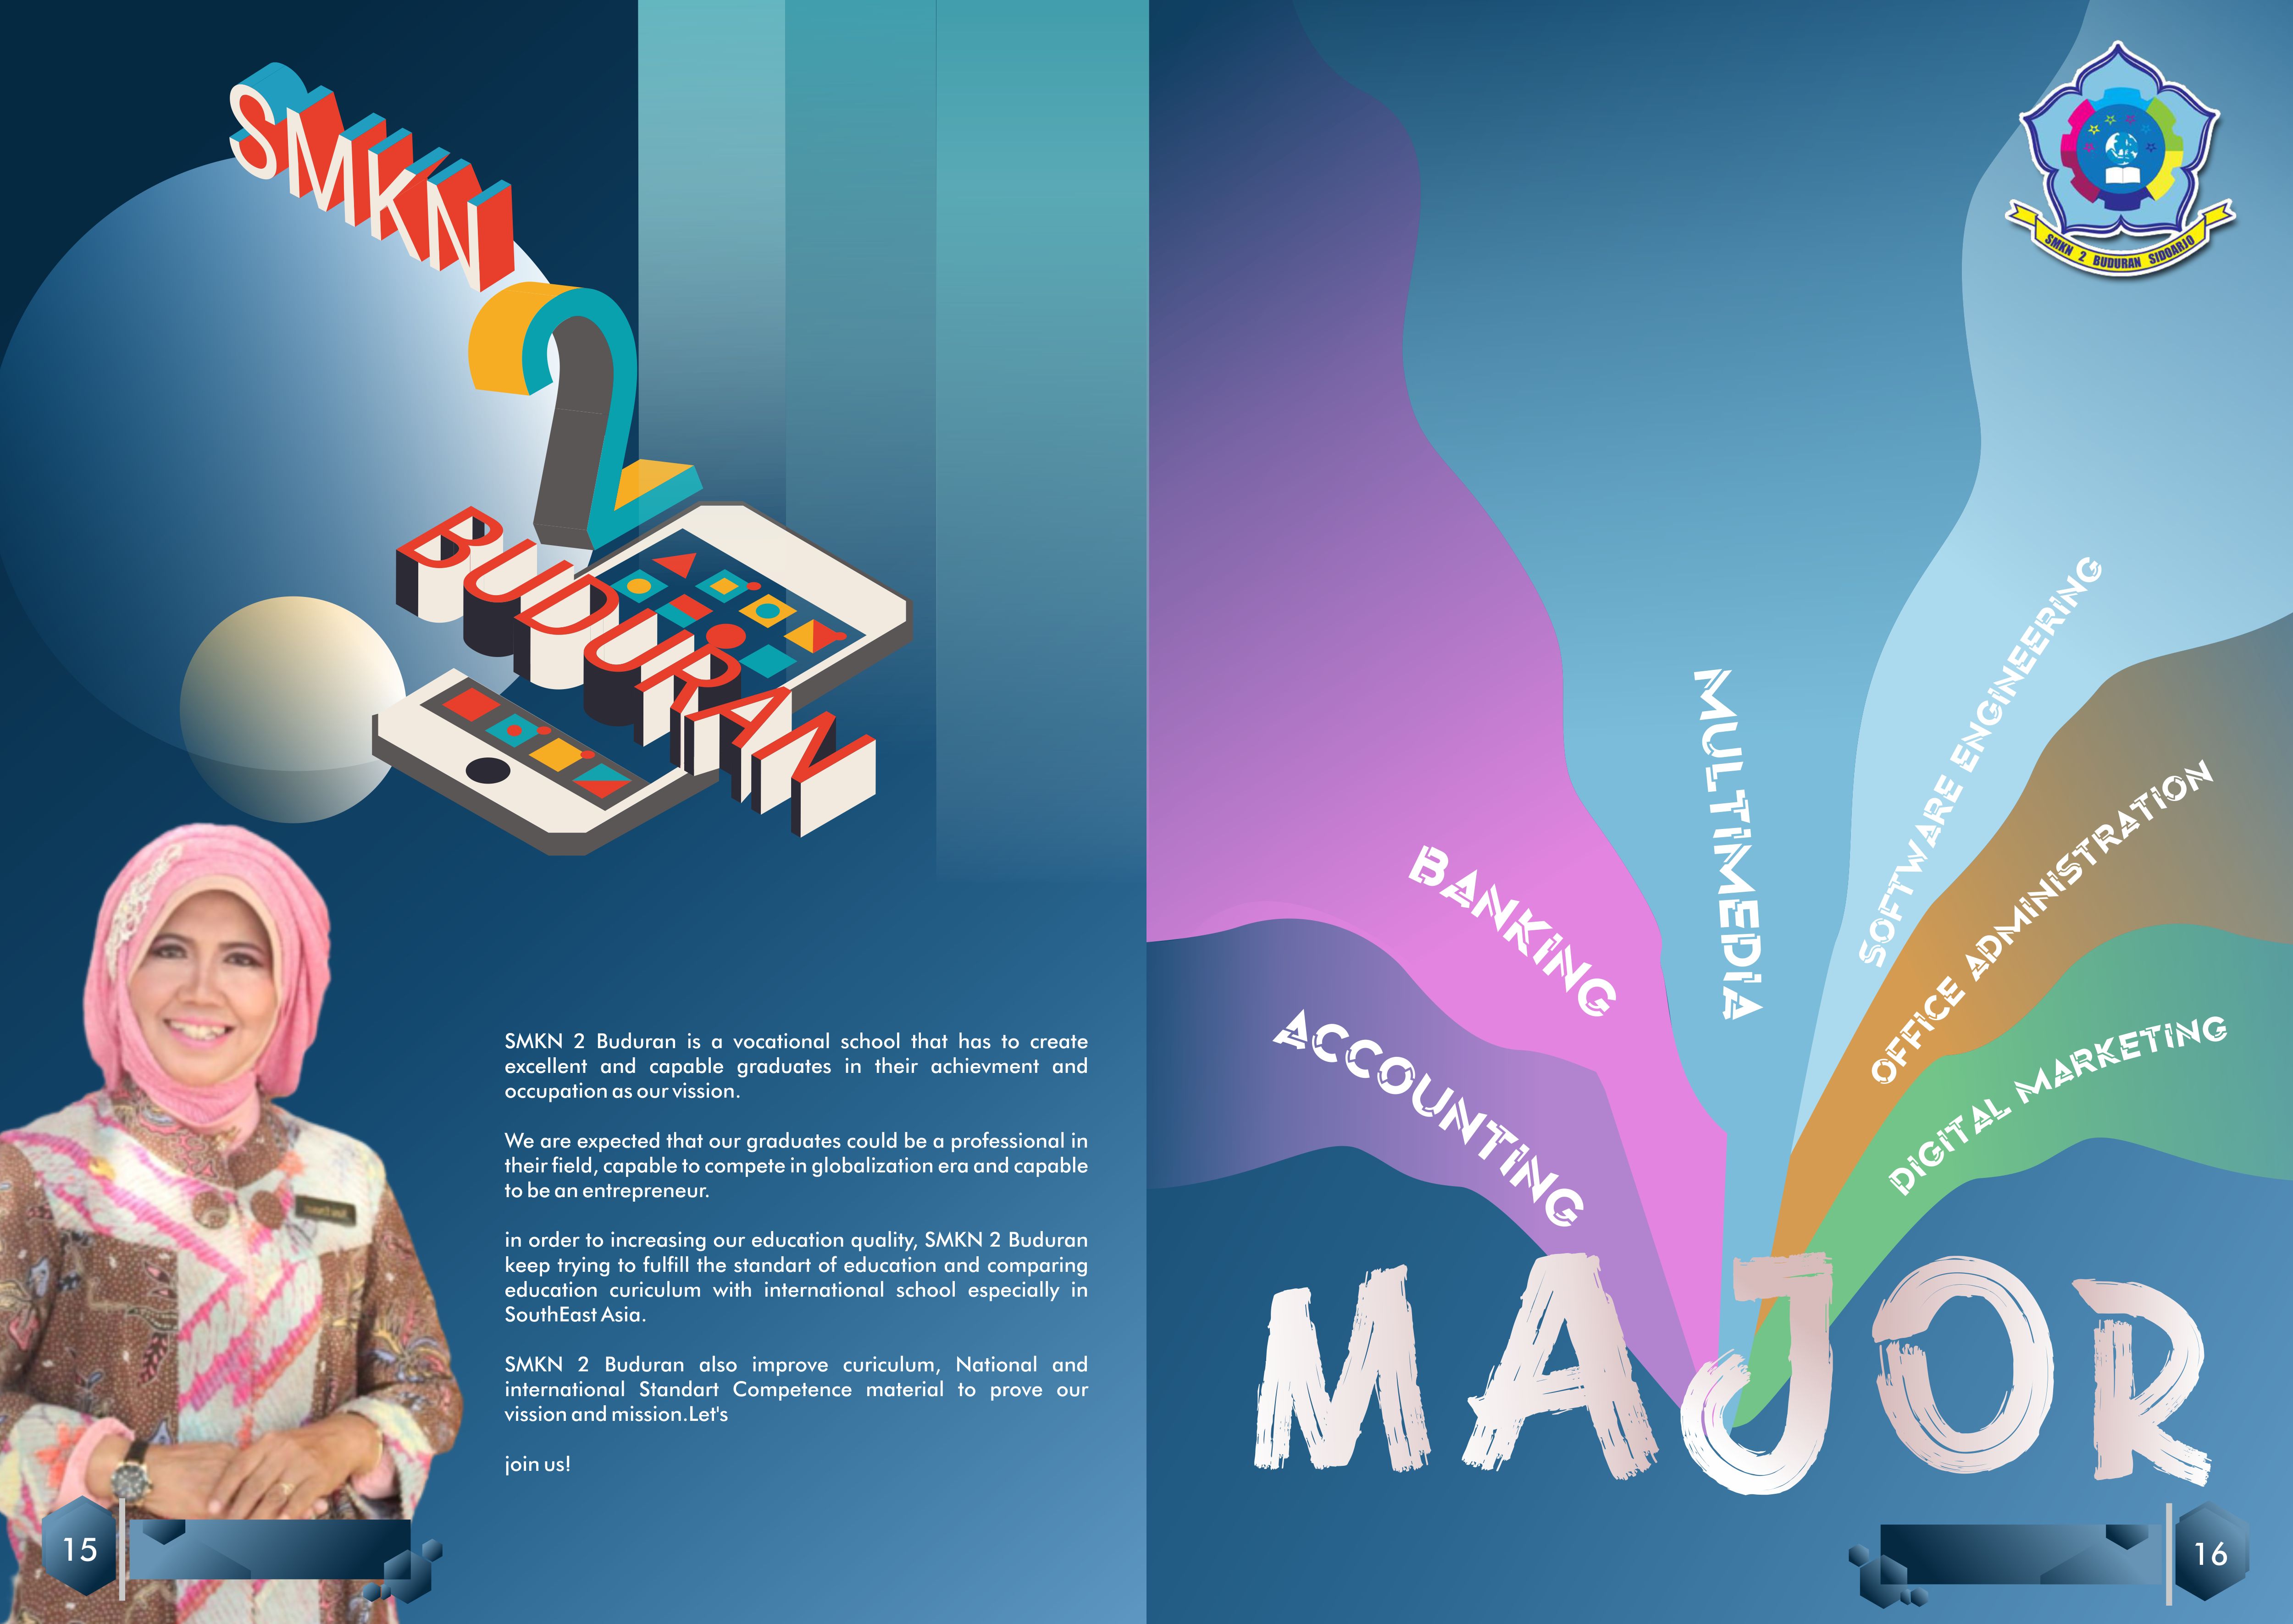 SMKN
2
BUDURAN
SMKN 2 Buduran is a vocational school that has to create
excellent and capable graduates in their achievment and
occupation as our vission.
We are expected that our graduates could be a professional in
their field, capable to compete in globalization era and capable
to be an entrepreneur.
in order to increasing our education quality, SMKN 2 Buduran
keep trying to fulfill the standart of education and comparing
education curiculum with international school especially in
SouthEast Asia.
SMKN 2 Buduran also improve curiculum, National and
international Standart Competence material to prove our
vission and mission.Let's
join us!
15
SMKN 2 BUDURAN SIDOARJO
ACCOUNTING
BANKING
MULTIMEDIA
SOFTWARE ENGINEERING
OFFICE ADMINISTRATION
DIGITAL MARKETING
MAJOR
16